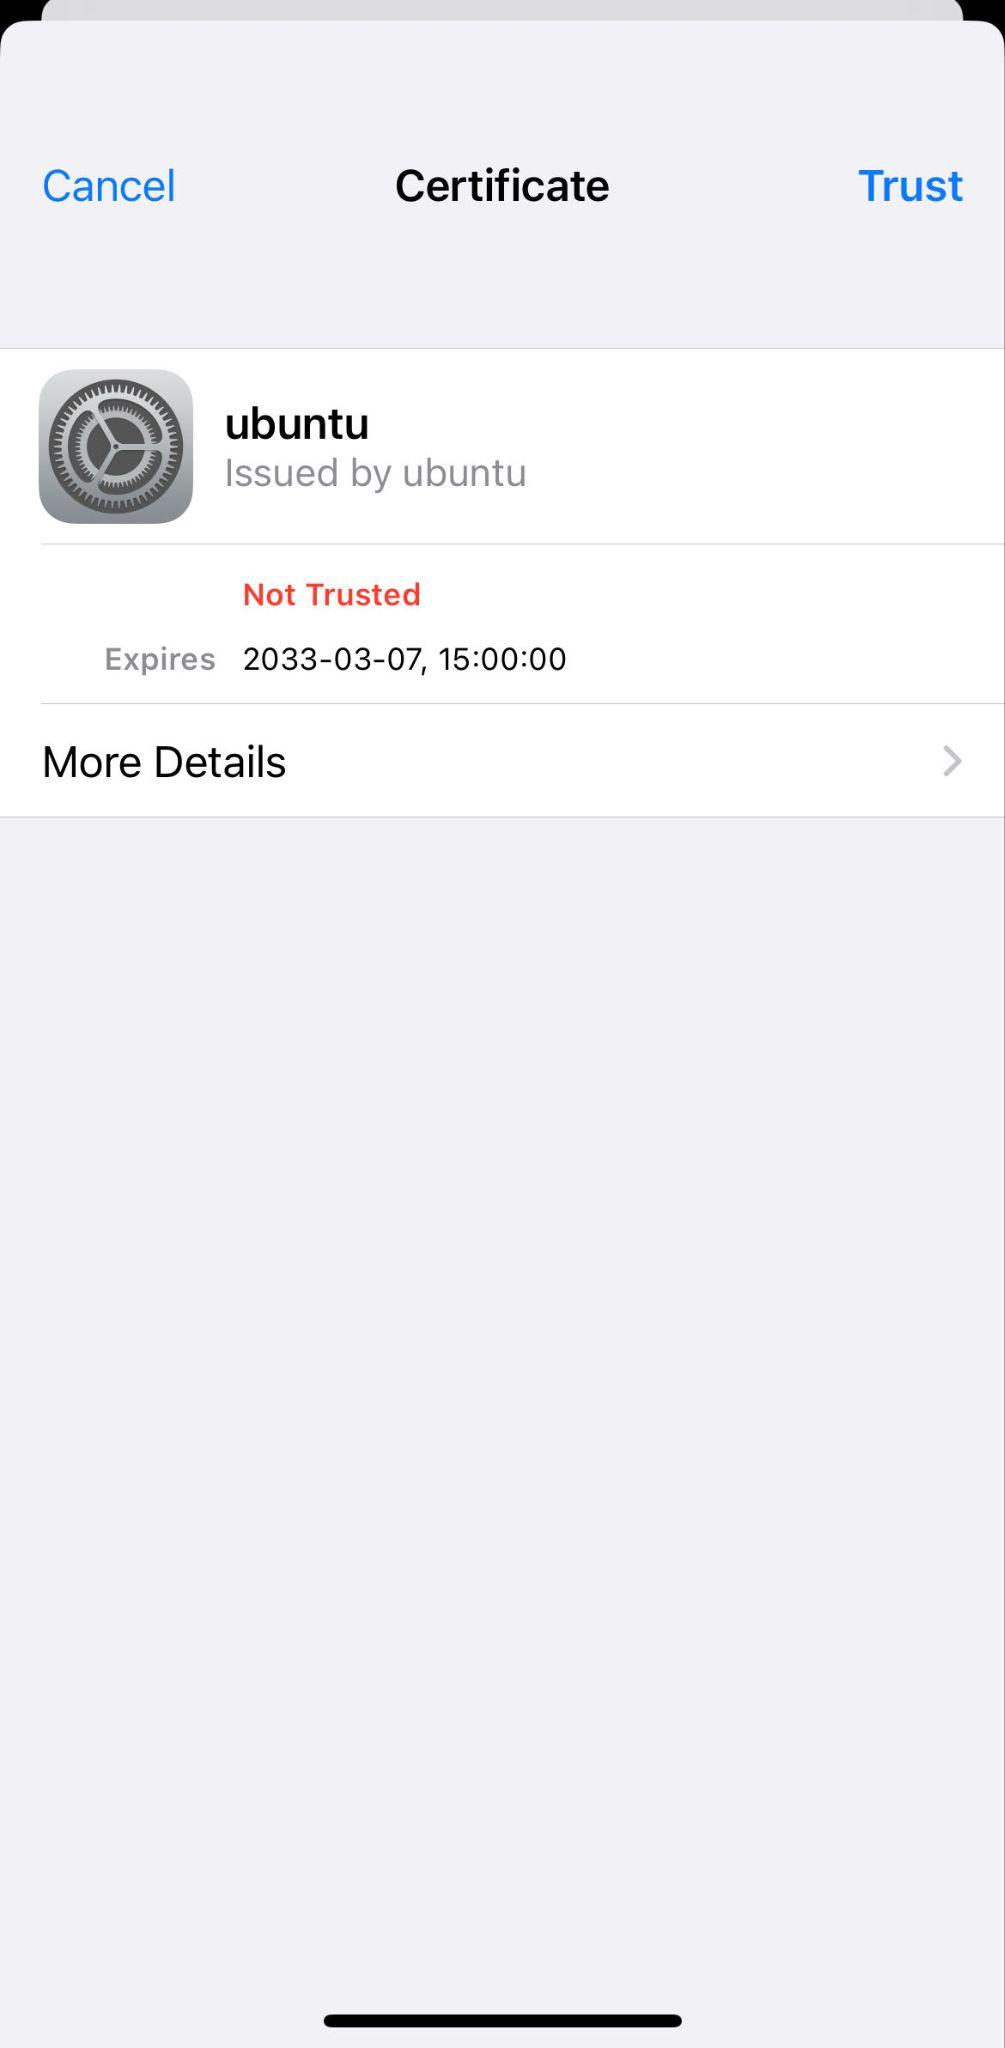 Cancel Certificate Trust
ubuntu
Issued by ubuntu
Not Trusted
Expires 2033-03-07, 15:00:00
More Details